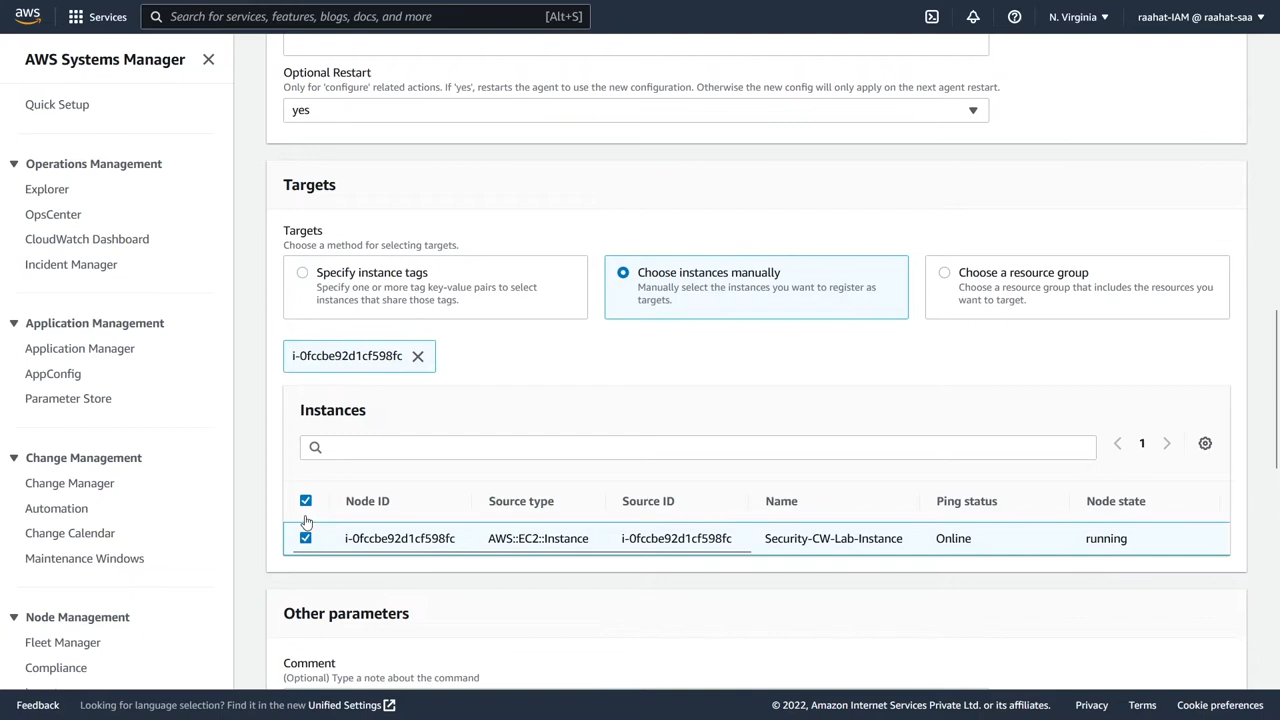 aws
Services
Search for services, features, blogs, docs, and more
[Alt+S]
N. Virginia
raahat-IAM @ raahat-saa
AWS Systems Manager
Quick Setup
Operations Management
Explorer
OpsCenter
CloudWatch Dashboard
Incident Manager
Application Management
Application Manager
AppConfig
Parameter Store
Change Management
Change Manager
Automation
Change Calendar
Maintenance Windows
Node Management
Fleet Manager
Compliance
Optional Restart
Only for 'configure' related actions. If 'yes', restarts the agent to use the new configuration. Otherwise the new config will only apply on the next agent restart.
yes
Targets
Targets
Choose a method for selecting targets.
Specify instance tags
Specify one or more tag key-value pairs to select
instances that share those tags.
Choose instances manually
Manually select the instances you want to register as
targets.
Choose a resource group
Choose a resource group that includes the resources you
want to target.
i-0fccbe92d1cf598fc
Instances
1
Node ID Source type Source ID Name Ping status Node state
i-0fccbe92d1cf598fc AWS::EC2::Instance i-0fccbe92d1cf598fc Security-CW-Lab-Instance Online running
Other parameters
Comment
(Optional) Type a note about the command
Feedback Looking for language selection? Find it in the new Unified Settings © 2022, Amazon Internet Services Private Ltd. or its affiliates. Privacy Terms Cookie preferences